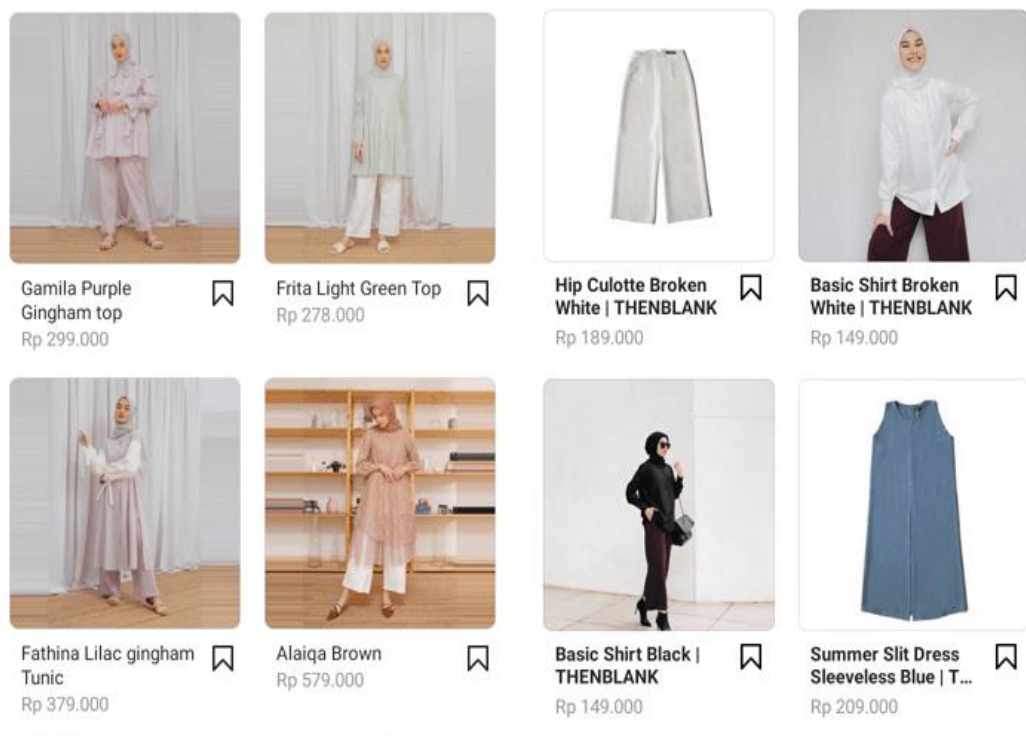 Gamila Purple
Gingham top
Rp 299.000
Frita Light Green Top
Rp 278.000
Hip Culotte Broken
White | THENBLANK
Rp 189.000
Basic Shirt Broken
White | THENBLANK
Rp 149.000
Fathina Lilac gingham
Tunic
Rp 379.000
Alaiqa Brown
Rp 579.000
Basic Shirt Black |
THENBLANK
Rp 149.000
Summer Slit Dress
Sleeveless Blue | T...
Rp 209.000